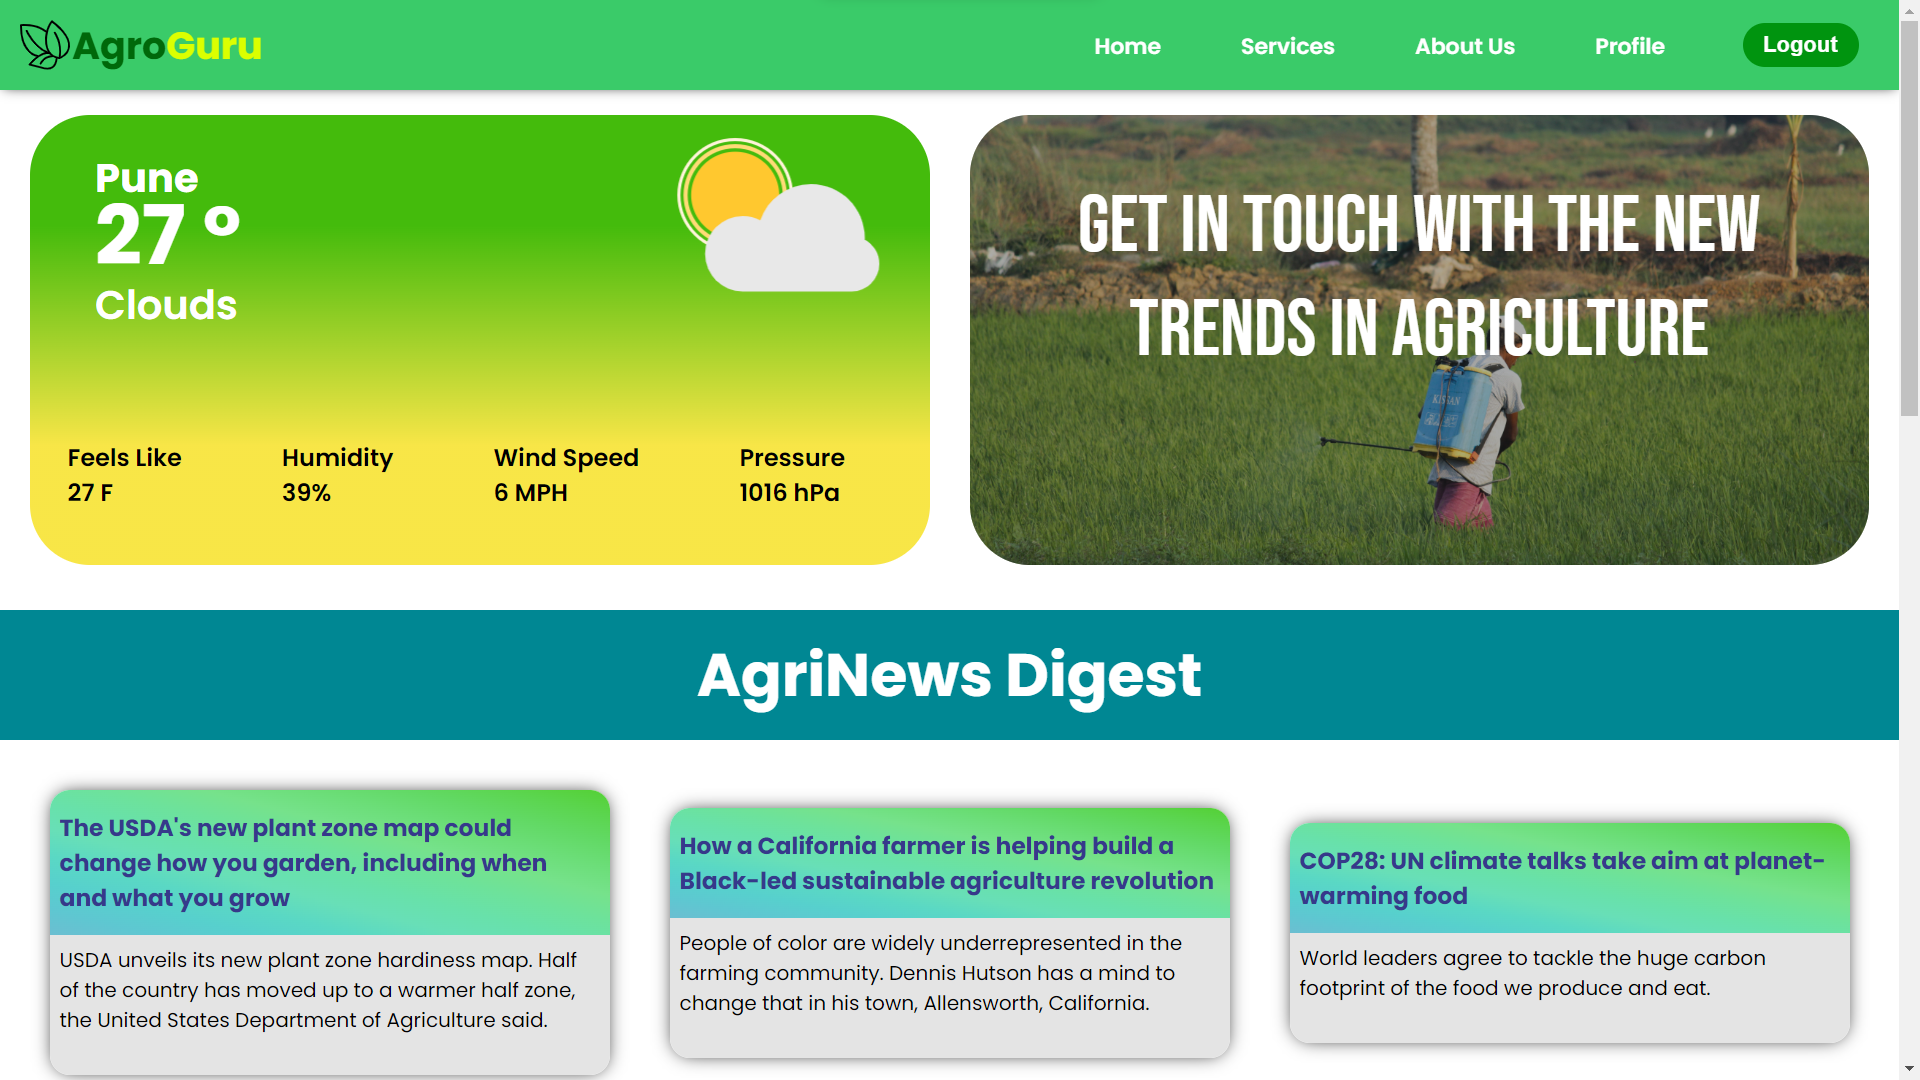 AgroGuru
Home
Services
About Us
Profile
Logout
Pune
27 °
Clouds
Feels Like
27 F
Humidity
39%
Wind Speed
6 MPH
Pressure
1016 hPa
GET IN TOUCH WITH THE NEW
TRENDS IN AGRICULTURE
KISSAN
AgriNews Digest
The USDA's new plant zone map could
change how you garden, including when
and what you grow
USDA unveils its new plant zone hardiness map. Half
of the country has moved up to a warmer half zone,
the United States Department of Agriculture said.
How a California farmer is helping build a
Black-led sustainable agriculture revolution
People of color are widely underrepresented in the
farming community. Dennis Hutson has a mind to
change that in his town, Allensworth, California.
COP28: UN climate talks take aim at planet-
warming food
World leaders agree to tackle the huge carbon
footprint of the food we produce and eat.